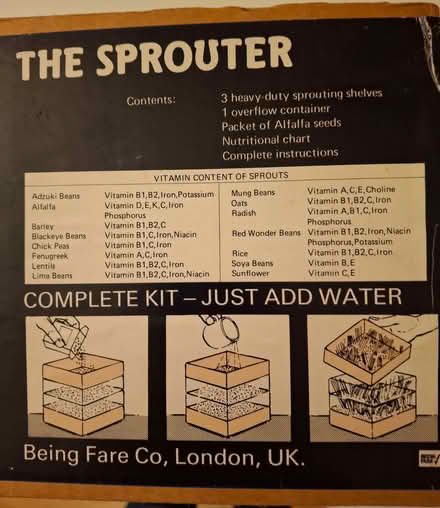 THE SPROUTER
Contents: 3 heavy-duty sprouting shelves
1 overflow container
Packet of Alfalfa seeds
Nutritional chart
Complete instructions
VITAMIN CONTENT OF SPROUTS
Adzuki Beans Vitamin B1,B2,Iron,Potassium
Alfalfa Vitamin D,E,K,C,Iron
Phosphorus
Barley Vitamin B1,B2,C
Blackeye Beans Vitamin B1,C,Iron,Niacin
Chick Peas Vitamin B1,C,Iron
Fenugreek Vitamin A,C,Iron
Lentils Vitamin B1,B2,C,Iron
Lima Beans Vitamin B1,B2,C,Iron,Niacin
Mung Beans Vitamin A,C,E,Choline
Oats Vitamin B1,B2,C,Iron
Radish Vitamin A,B1,C,Iron
Phosphorus
Red Wonder Beans Vitamin B1,B2,Iron,Niacin
Phosphorus,Potassium
Rice Vitamin B1,B2,C,Iron
Soya Beans Vitamin B,E
Sunflower Vitamin C,E
COMPLETE KIT – JUST ADD WATER
Being Fare Co, London, UK.